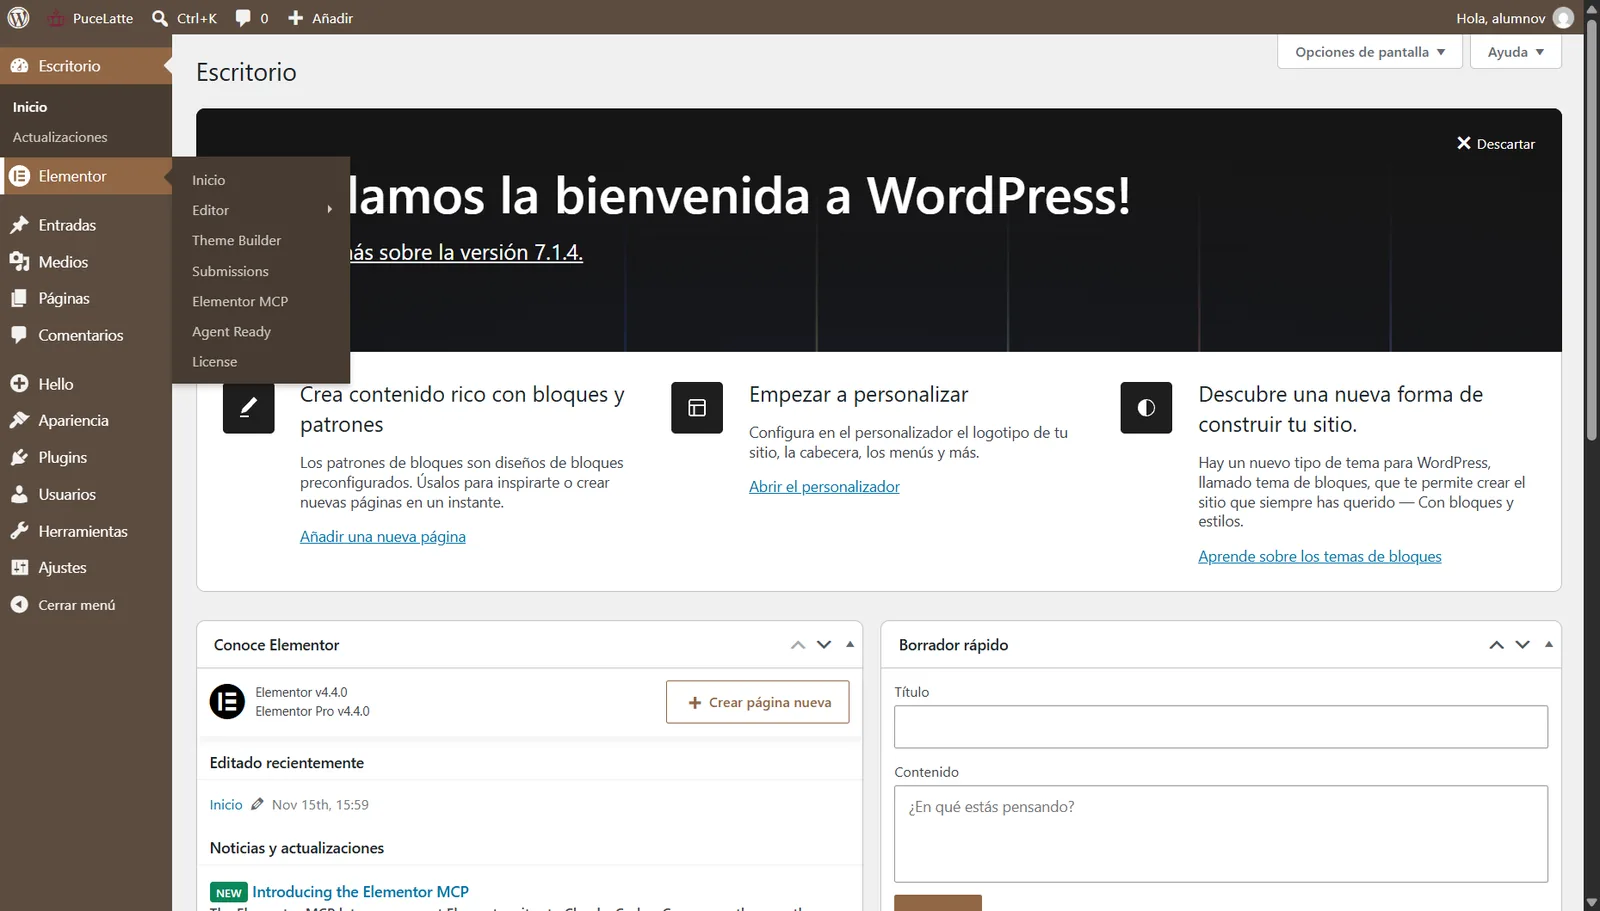 PuceLatte
Ctrl+K
0
Añadir
Hola, alumnov
Opciones de pantalla
Ayuda
Escritorio
Inicio
Actualizaciones
Elementor
Entradas
Medios
Páginas
Comentarios
Hello
Apariencia
Plugins
Usuarios
Herramientas
Ajustes
Cerrar menú
Inicio
Editor
Theme Builder
Submissions
Elementor MCP
Agent Ready
License
Escritorio
Descartar
la bienvenida a WordPress!
sobre la versión 7.1.4.
Crea contenido rico con bloques y
patrones
Los patrones de bloques son diseños de bloques
preconfigurados. Úsalos para inspirarte o crear
nuevas páginas en un instante.
Añadir una nueva página
Empezar a personalizar
Configura en el personalizador el logotipo de tu
sitio, la cabecera, los menús y más.
Abrir el personalizador
Descubre una nueva forma de
construir tu sitio.
Hay un nuevo tipo de tema para WordPress,
llamado tema de bloques, que te permite crear el
sitio que siempre has querido — Con bloques y
estilos.
Aprende sobre los temas de bloques
Conoce Elementor
Elementor v4.4.0
Elementor Pro v4.4.0
Crear página nueva
Editado recientemente
Inicio Nov 15th, 15:59
Noticias y actualizaciones
NEW Introducing the Elementor MCP
Borrador rápido
Título
Contenido
¿En qué estás pensando?